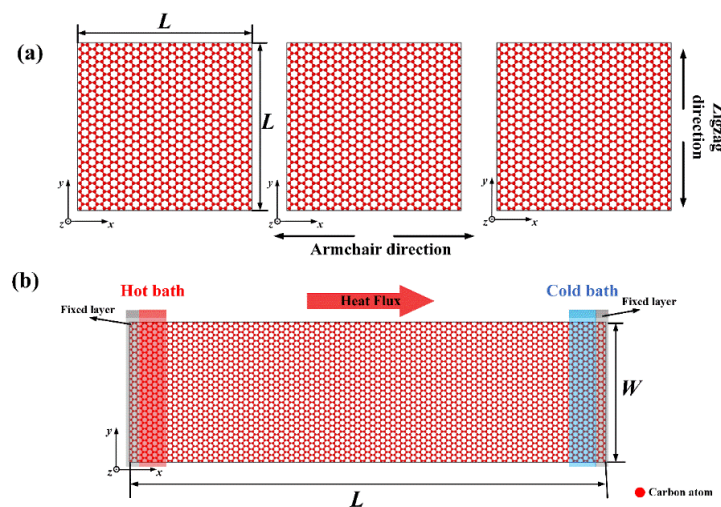 L
(a)
L
Zigzag
direction
y
z
x
y
z
x
y
z
x
Armchair direction
(b)
Hot bath
Heat Flux
Cold bath
Fixed layer
Fixed layer
W
y
z
x
L
Carbon atom